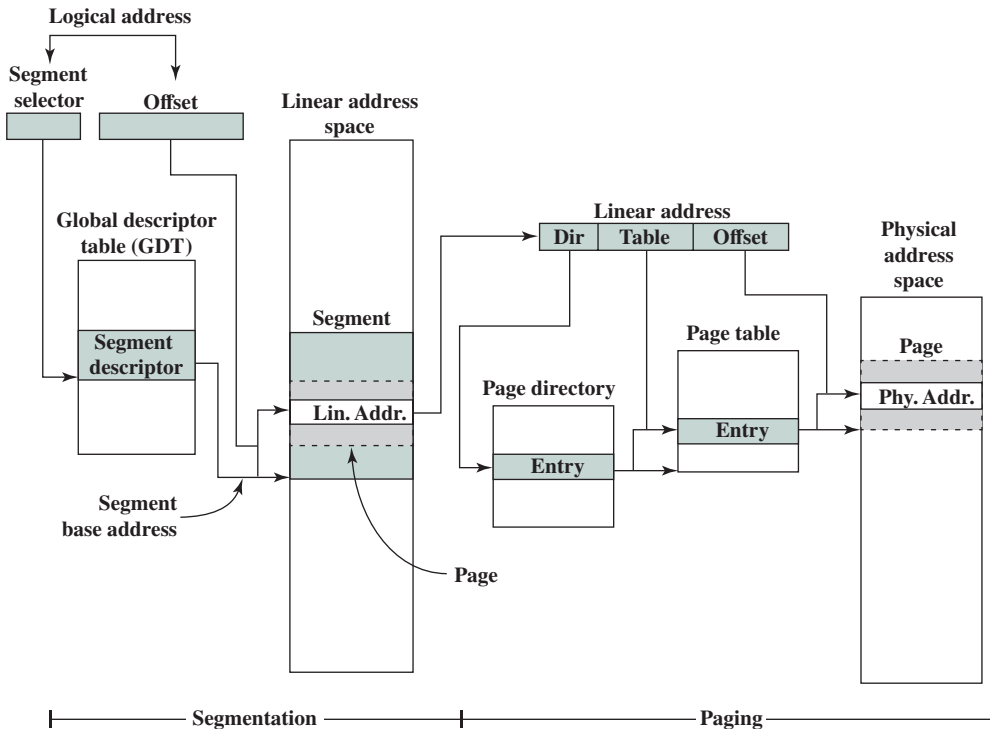 Logical address
Segment
selector
Offset
Linear address
space
Global descriptor
table (GDT)
Segment
descriptor
Segment
base address
Segment
Lin. Addr.
Page
Linear address
Dir
Table
Offset
Page directory
Entry
Page table
Entry
Physical
address
space
Page
Phy. Addr.
Segmentation
Paging